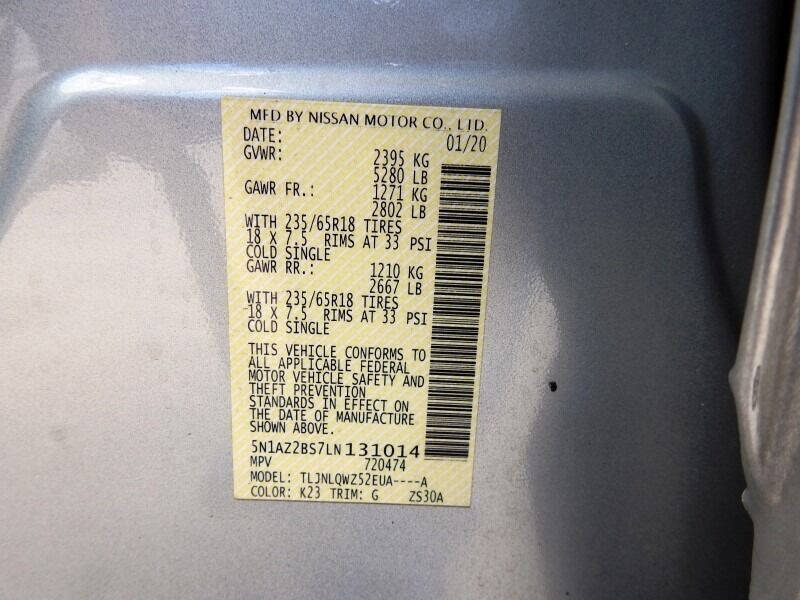 MFD BY NISSAN MOTOR CO., LTD.
DATE: 01/20
GVWR: 2395 KG
5280 LB
GAWR FR.: 1271 KG
2802 LB
WITH 235/65R18 TIRES
18 X 7.5 RIMS AT 33 PSI
COLD SINGLE
GAWR RR.: 1210 KG
2667 LB
WITH 235/65R18 TIRES
18 X 7.5 RIMS AT 33 PSI
COLD SINGLE
THIS VEHICLE CONFORMS TO
ALL APPLICABLE FEDERAL
MOTOR VEHICLE SAFETY AND
THEFT PREVENTION
STANDARDS IN EFFECT ON
THE DATE OF MANUFACTURE
SHOWN ABOVE.
5N1AZ2BS7LN131014
MPV 720474
MODEL: TLJNLQWZ52EUA----A
COLOR: K23 TRIM: G ZS30A